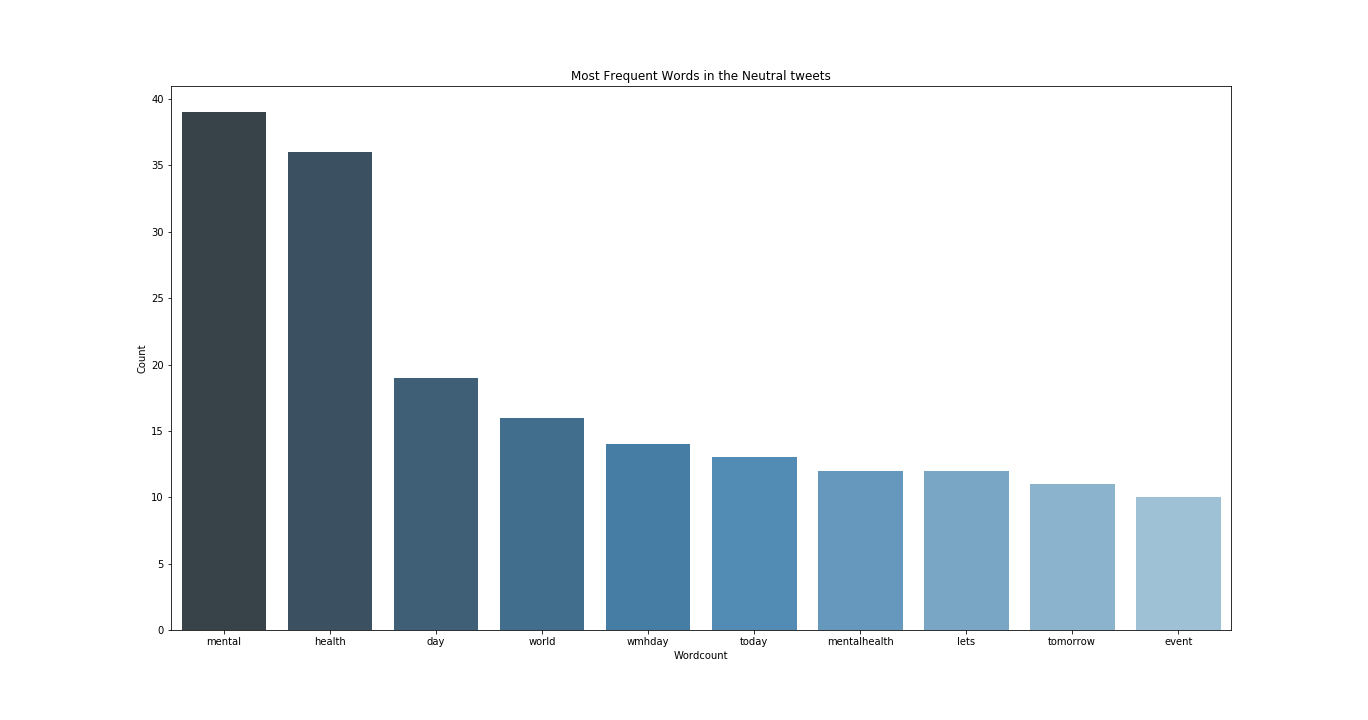 Most Frequent Words in the Neutral tweets
40
35
30
25
20
15
10
5
0
Count
mental health day world wmhday today mentalhealth lets tomorrow event
Wordcount